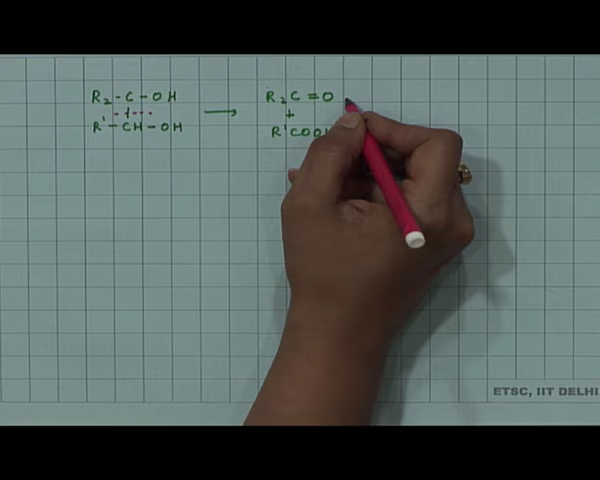 R₂-C-OH
R'-CH-OH
→
R₂C=O
+
R'COO
ETSC, IIT DELHI